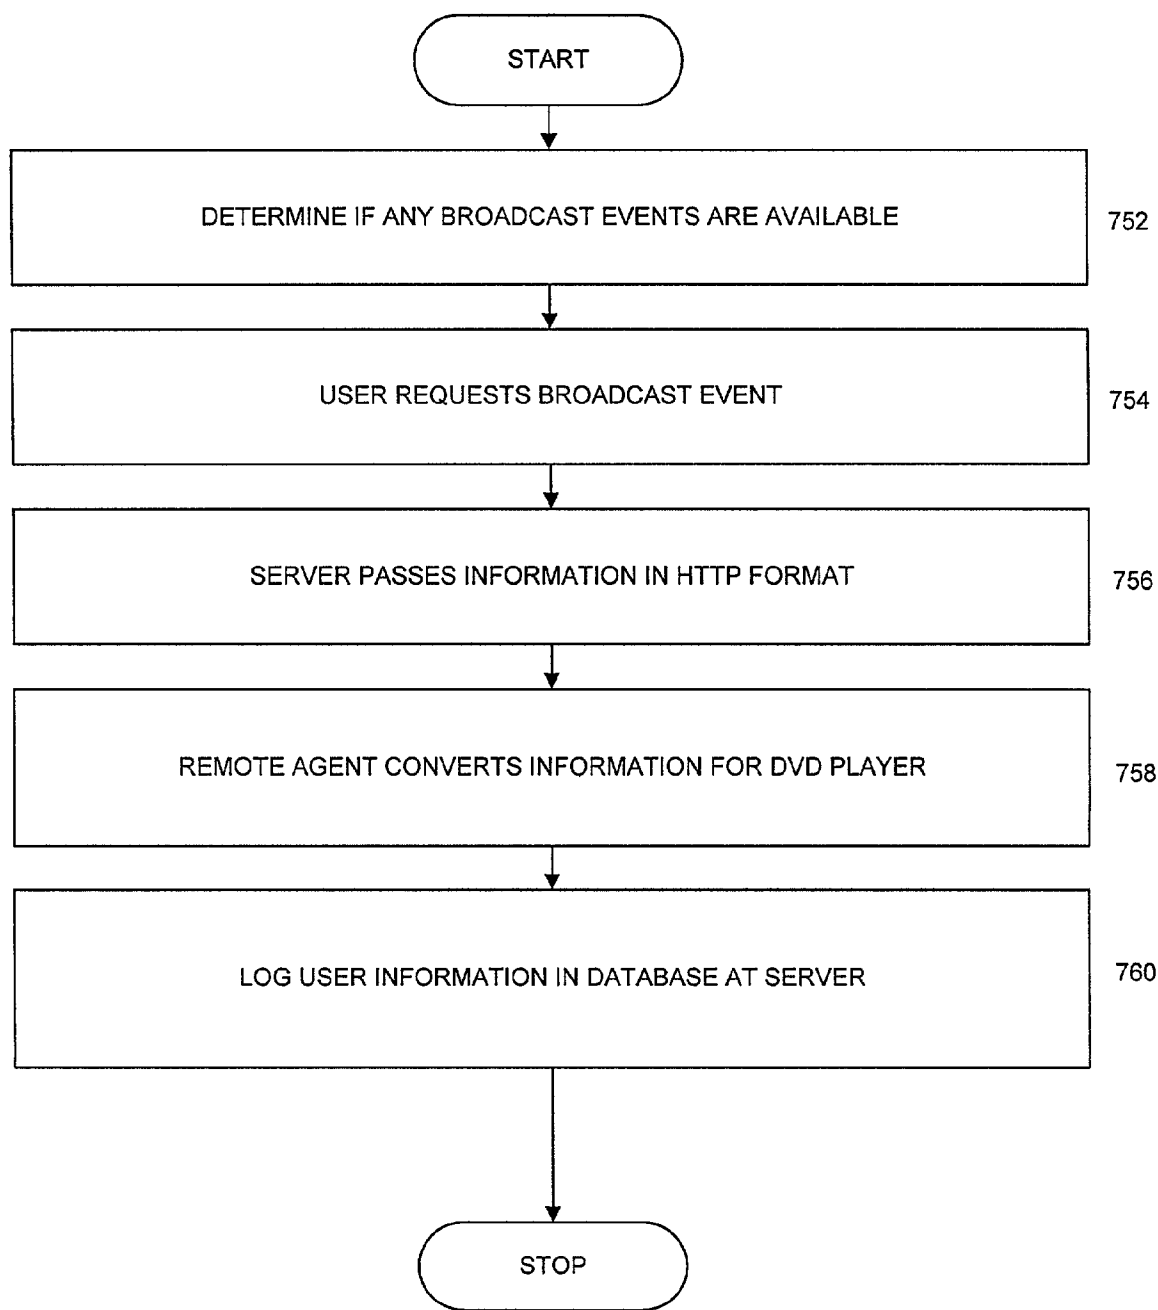 START
DETERMINE IF ANY BROADCAST EVENTS ARE AVAILABLE
752
USER REQUESTS BROADCAST EVENT
754
SERVER PASSES INFORMATION IN HTTP FORMAT
756
REMOTE AGENT CONVERTS INFORMATION FOR DVD PLAYER
758
LOG USER INFORMATION IN DATABASE AT SERVER
760
STOP